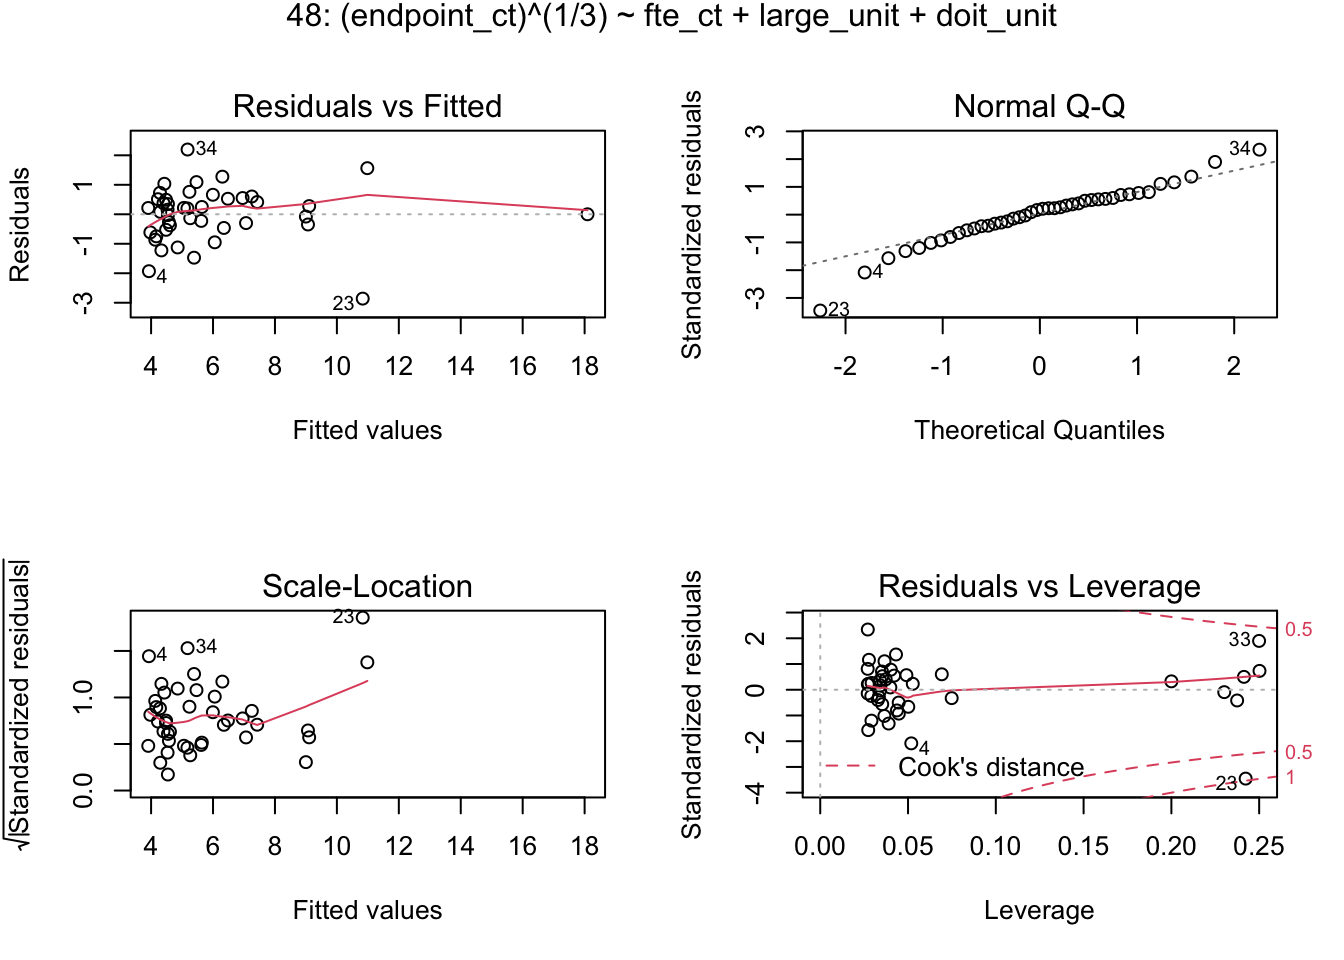 48: (endpoint_ct)^(1/3) ~ fte_ct + large_unit + doit_unit
Residuals vs Fitted
Residuals
1
-1
-3
34
4
23
4 6 8 10 12 14 16 18
Fitted values
Normal Q-Q
Standardized residuals
3
1
-1
-3
34
4
23
-2 -1 0 1 2
Theoretical Quantiles
Scale-Location
√|Standardized residuals|
1.0
0.0
23
4
34
4 6 8 10 12 14 16 18
Fitted values
Residuals vs Leverage
Standardized residuals
2
0
-2
-4
33
4
23
Cook's distance
0.5
0.5
1
0.00 0.05 0.10 0.15 0.20 0.25
Leverage